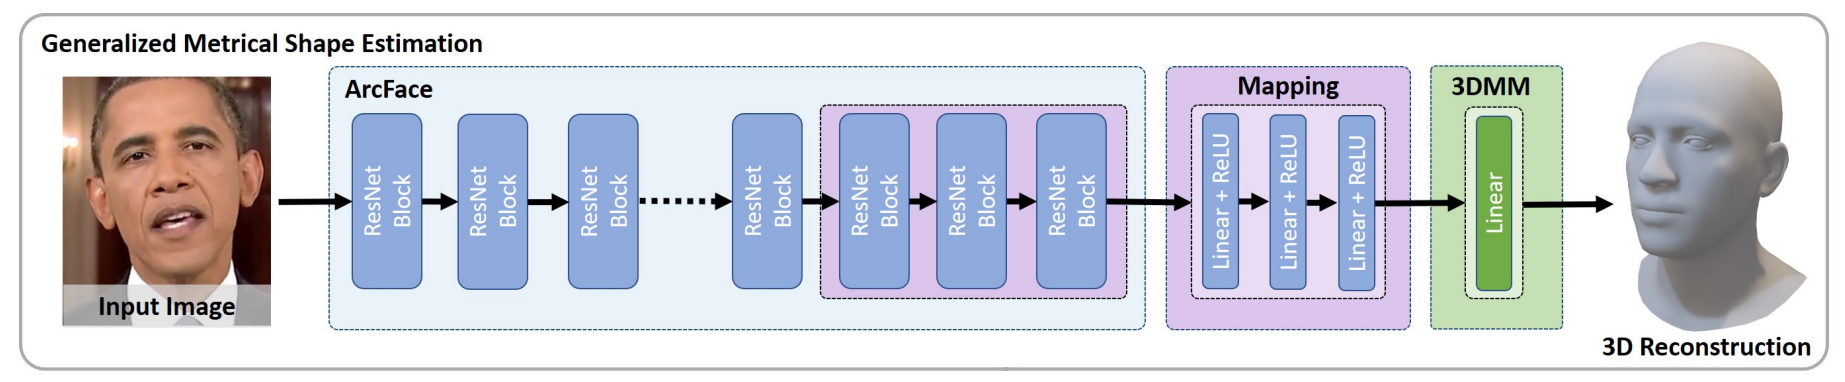 Generalized Metrical Shape Estimation
Input Image
ArcFace
ResNet
Block
ResNet
Block
ResNet
Block
ResNet
Block
ResNet
Block
ResNet
Block
ResNet
Block
Mapping
Linear + ReLU
Linear + ReLU
Linear + ReLU
3DMM
Linear
3D Reconstruction